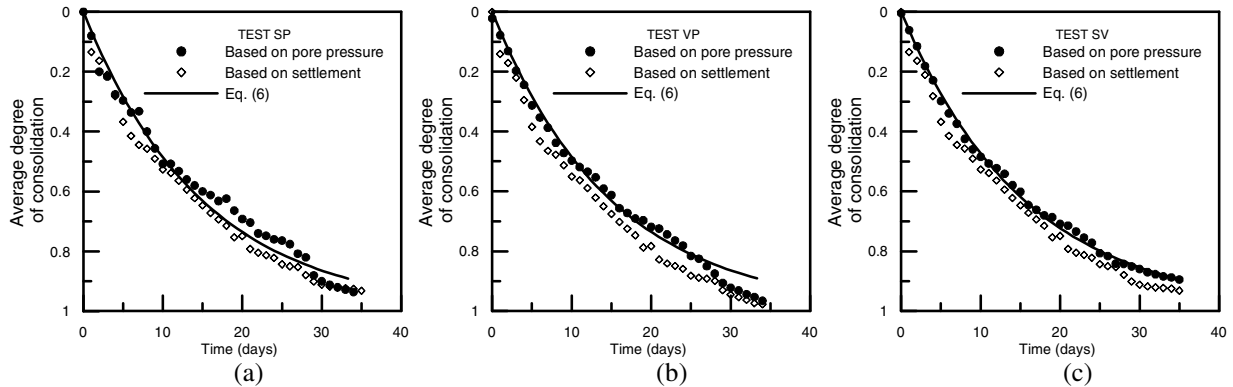 TEST SP
Based on pore pressure
Based on settlement
Eq. (6)
Average degree
of consolidation
0
0.2
0.4
0.6
0.8
1
0 10 20 30 40
Time (days)
(a)
TEST VP
Based on pore pressure
Based on settlement
Eq. (6)
Average degree
of consolidation
0
0.2
0.4
0.6
0.8
1
0 10 20 30 40
Time (days)
(b)
TEST SV
Based on pore pressure
Based on settlement
Eq. (6)
Average degree
of consolidation
0
0.2
0.4
0.6
0.8
1
0 10 20 30 40
Time (days)
(c)